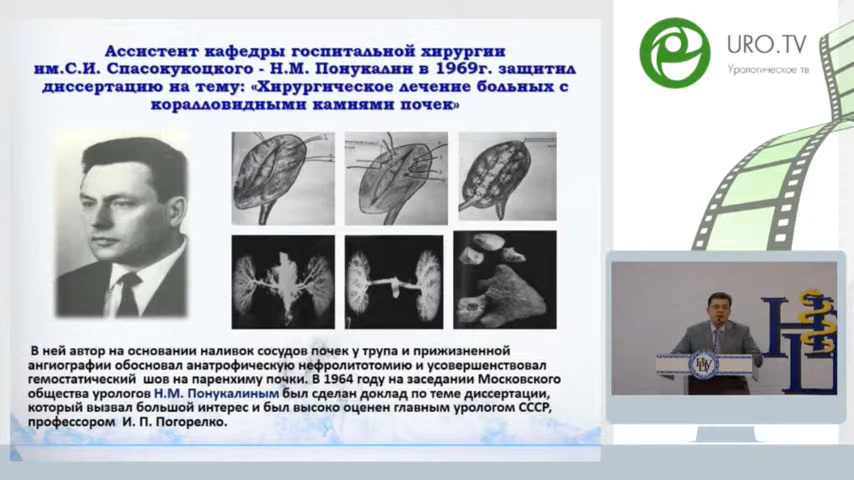 Ассистент кафедры госпитальной хирургии
им.С.И. Спасокукоцкого - Н.М. Понукалин в 1969г. защитил
диссертацию на тему: «Хирургическое лечение больных с
коралловидными камнями почек»
В ней автор на основании наливок сосудов почек у трупа и прижизненной
ангиографии обосновал анатрофическую нефролитотомию и усовершенствовал
гемостатический шов на паренхиму почки. В 1964 году на заседании Московского
общества урологов Н.М. Понукалиным был сделан доклад по теме диссертации,
который вызвал большой интерес и был высоко оценен главным урологом СССР,
профессором И. П. Погорелко.
URO.TV
Урологическое тв